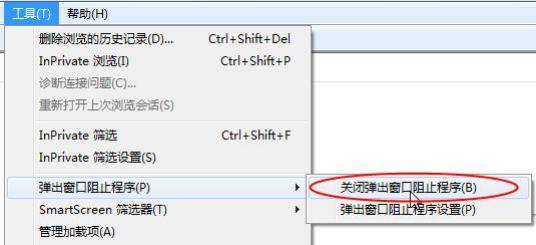 工具(T) 帮助(H)
删除浏览的历史记录(D)... Ctrl+Shift+Del
InPrivate 浏览(I) Ctrl+Shift+P
诊断连接问题(C)...
重新打开上次浏览会话(S)
InPrivate 筛选 Ctrl+Shift+F
InPrivate 筛选设置(S)
弹出窗口阻止程序(P) 关闭弹出窗口阻止程序(B)
SmartScreen 筛选器(T) 弹出窗口阻止程序设置(P)
管理加载项(A)